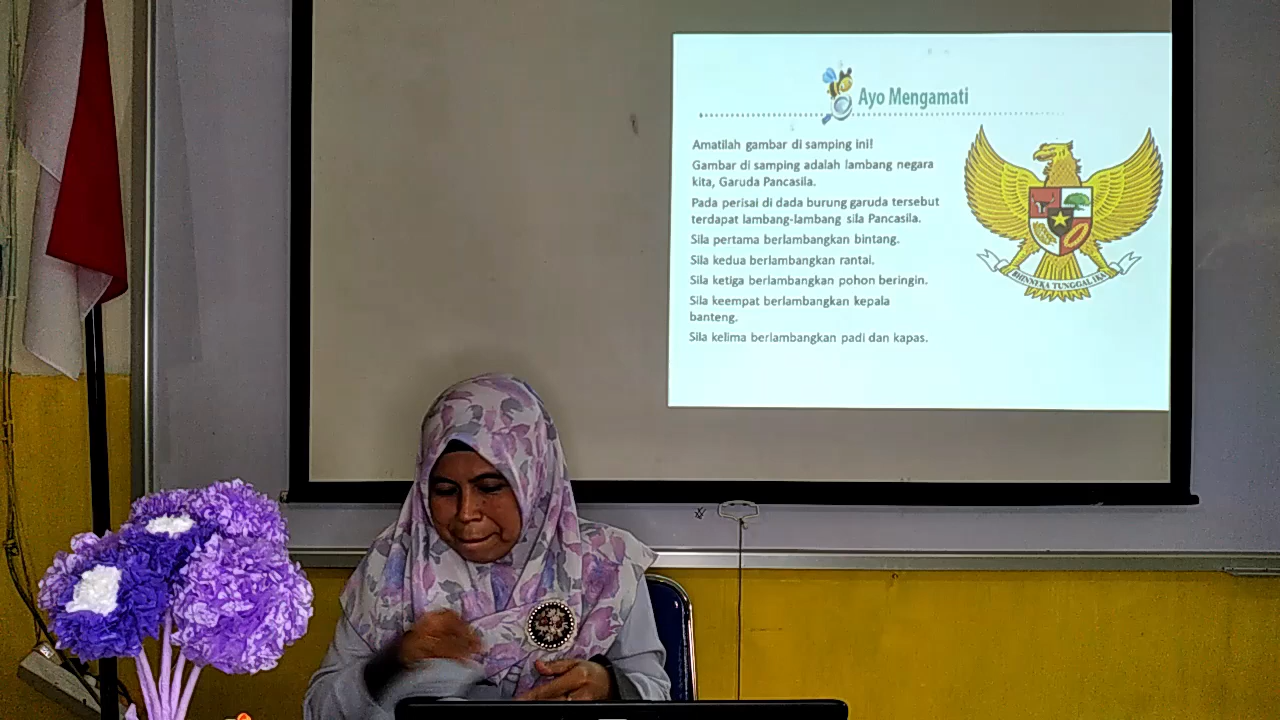 Ayo Mengamati
Amatilah gambar di samping ini!
Gambar di samping adalah lambang negara
kita, Garuda Pancasila.
Pada perisai di dada burung garuda tersebut
terdapat lambang-lambang sila Pancasila.
Sila pertama berlambangkan bintang.
Sila kedua berlambangkan rantai.
Sila ketiga berlambangkan pohon beringin.
Sila keempat berlambangkan kepala
banteng.
Sila kelima berlambangkan padi dan kapas.
BHINNEKA TUNGGAL IKA